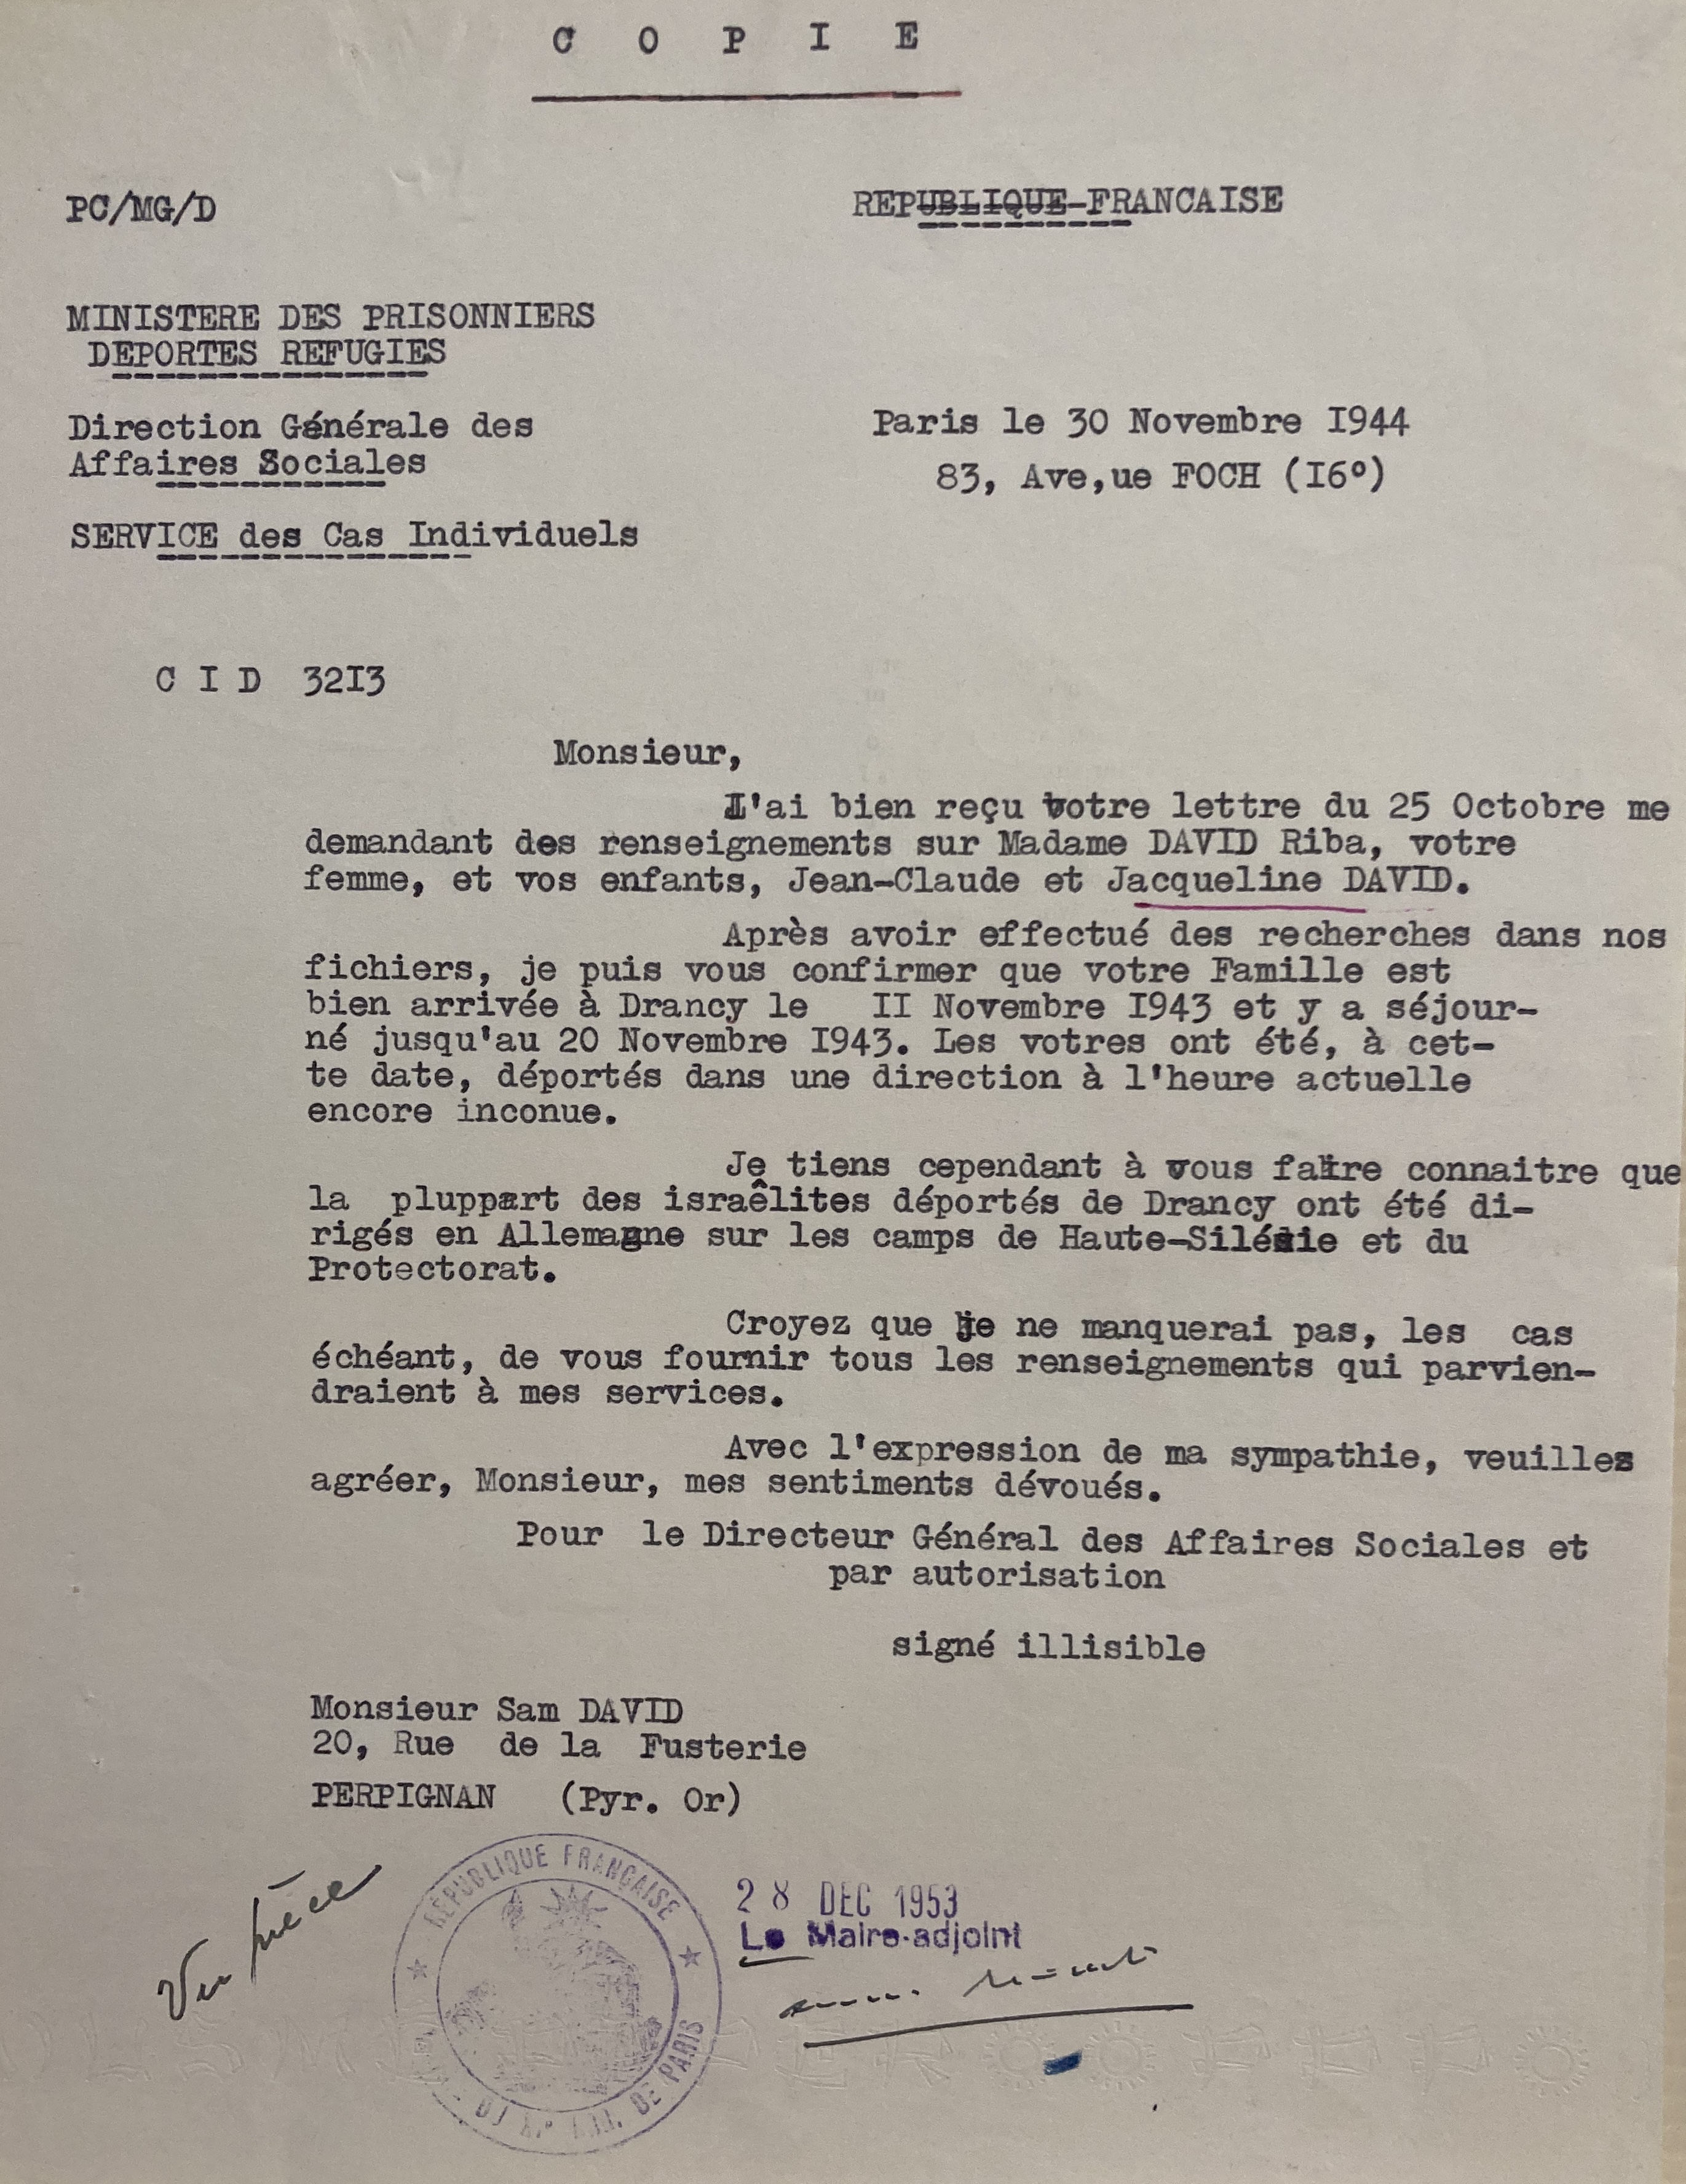 C O P I E
PC/MG/D
REPUBLIQUE-FRANCAISE
MINISTERE DES PRISONNIERS
DEPORTES REFUGIES
Direction Générale des
Affaires Sociales
Paris le 30 Novembre I944
83, Ave,ue FOCH (I6°)
SERVICE des Cas Individuels
C I D 32I3
Monsieur,
J'ai bien reçu votre lettre du 25 Octobre me
demandant des renseignements sur Madame DAVID Riba, votre
femme, et vos enfants, Jean-Claude et Jacqueline DAVID.
Après avoir effectué des recherches dans nos
fichiers, je puis vous confirmer que votre Famille est
bien arrivée à Drancy le II Novembre I943 et y a séjour-
né jusqu'au 20 Novembre I943. Les votres ont été, à cet-
te date, déportés dans une direction à l'heure actuelle
encore inconue.
Je tiens cependant à vous faire connaitre que
la pluppart des israêlites déportés de Drancy ont été di-
rigés en Allemagne sur les camps de Haute-Silésie et du
Protectorat.
Croyez que je ne manquerai pas, les cas
échéant, de vous fournir tous les renseignements qui parvien-
draient à mes services.
Avec l'expression de ma sympathie, veuillez
agréer, Monsieur, mes sentiments dévoués.
Pour le Directeur Général des Affaires Sociales et
par autorisation
signé illisible
Monsieur Sam DAVID
20, Rue de la Fusterie
PERPIGNAN (Pyr. Or)
Vu pièce
RÉPUBLIQUE FRANÇAISE
DE PARIS
28 DEC 1953
Le Maire-adjoint